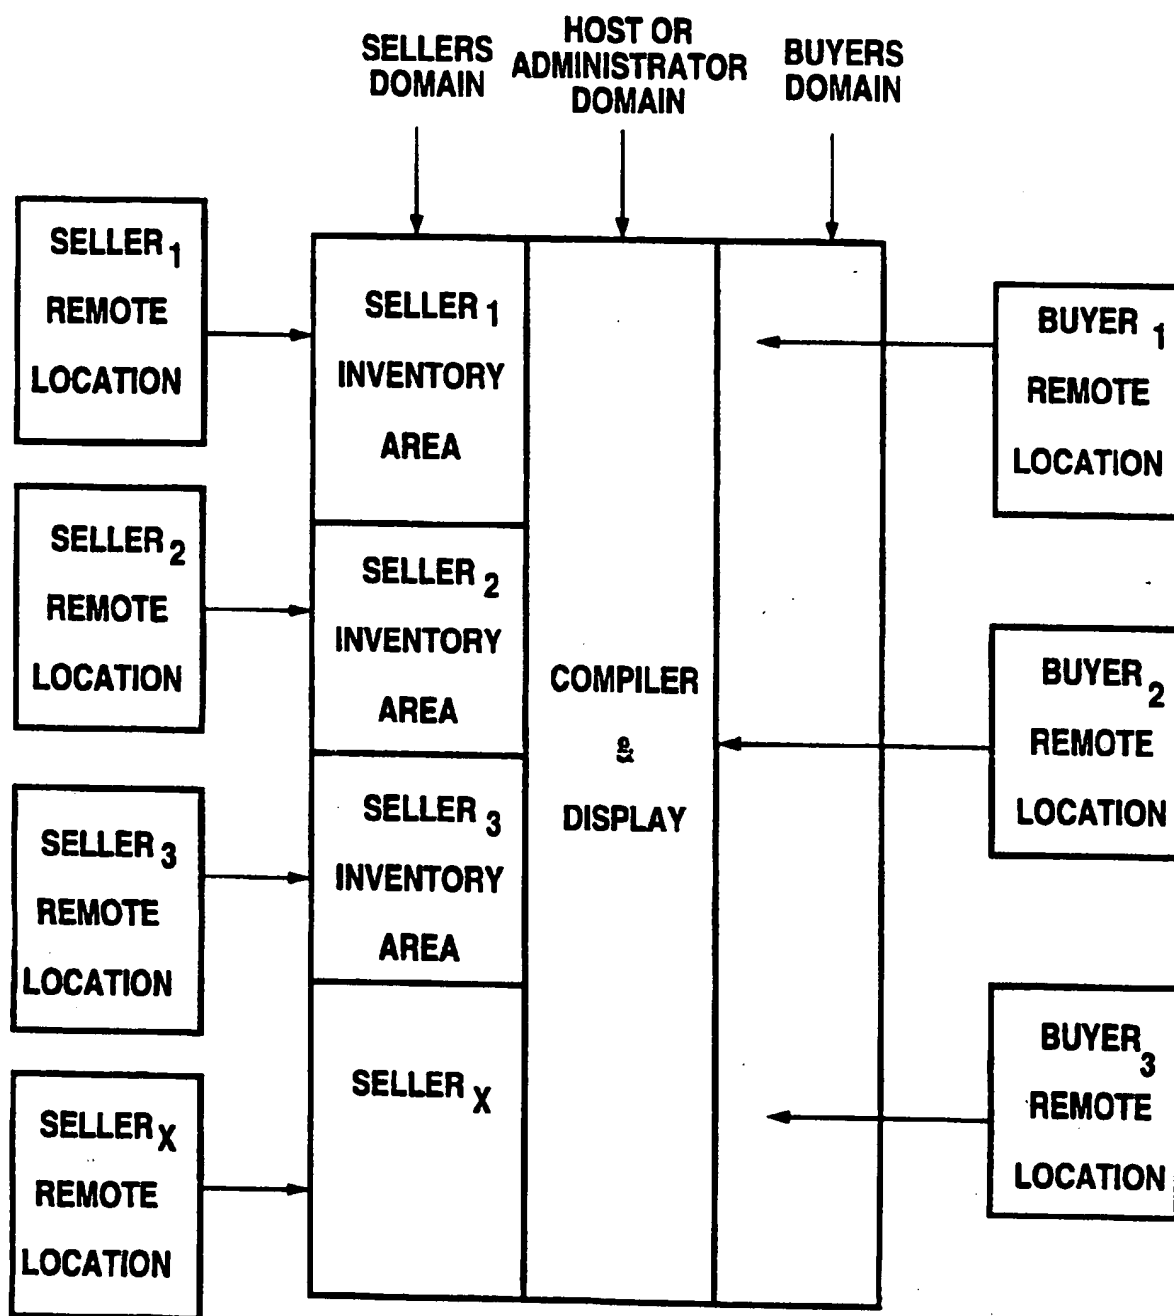 SELLERS
DOMAIN
HOST OR
ADMINISTRATOR
DOMAIN
BUYERS
DOMAIN
SELLER 1
REMOTE
LOCATION
SELLER 2
REMOTE
LOCATION
SELLER 3
REMOTE
LOCATION
SELLER X
REMOTE
LOCATION
SELLER 1
INVENTORY
AREA
SELLER 2
INVENTORY
AREA
SELLER 3
INVENTORY
AREA
SELLER X
COMPILER
&
DISPLAY
BUYER 1
REMOTE
LOCATION
BUYER 2
REMOTE
LOCATION
BUYER 3
REMOTE
LOCATION